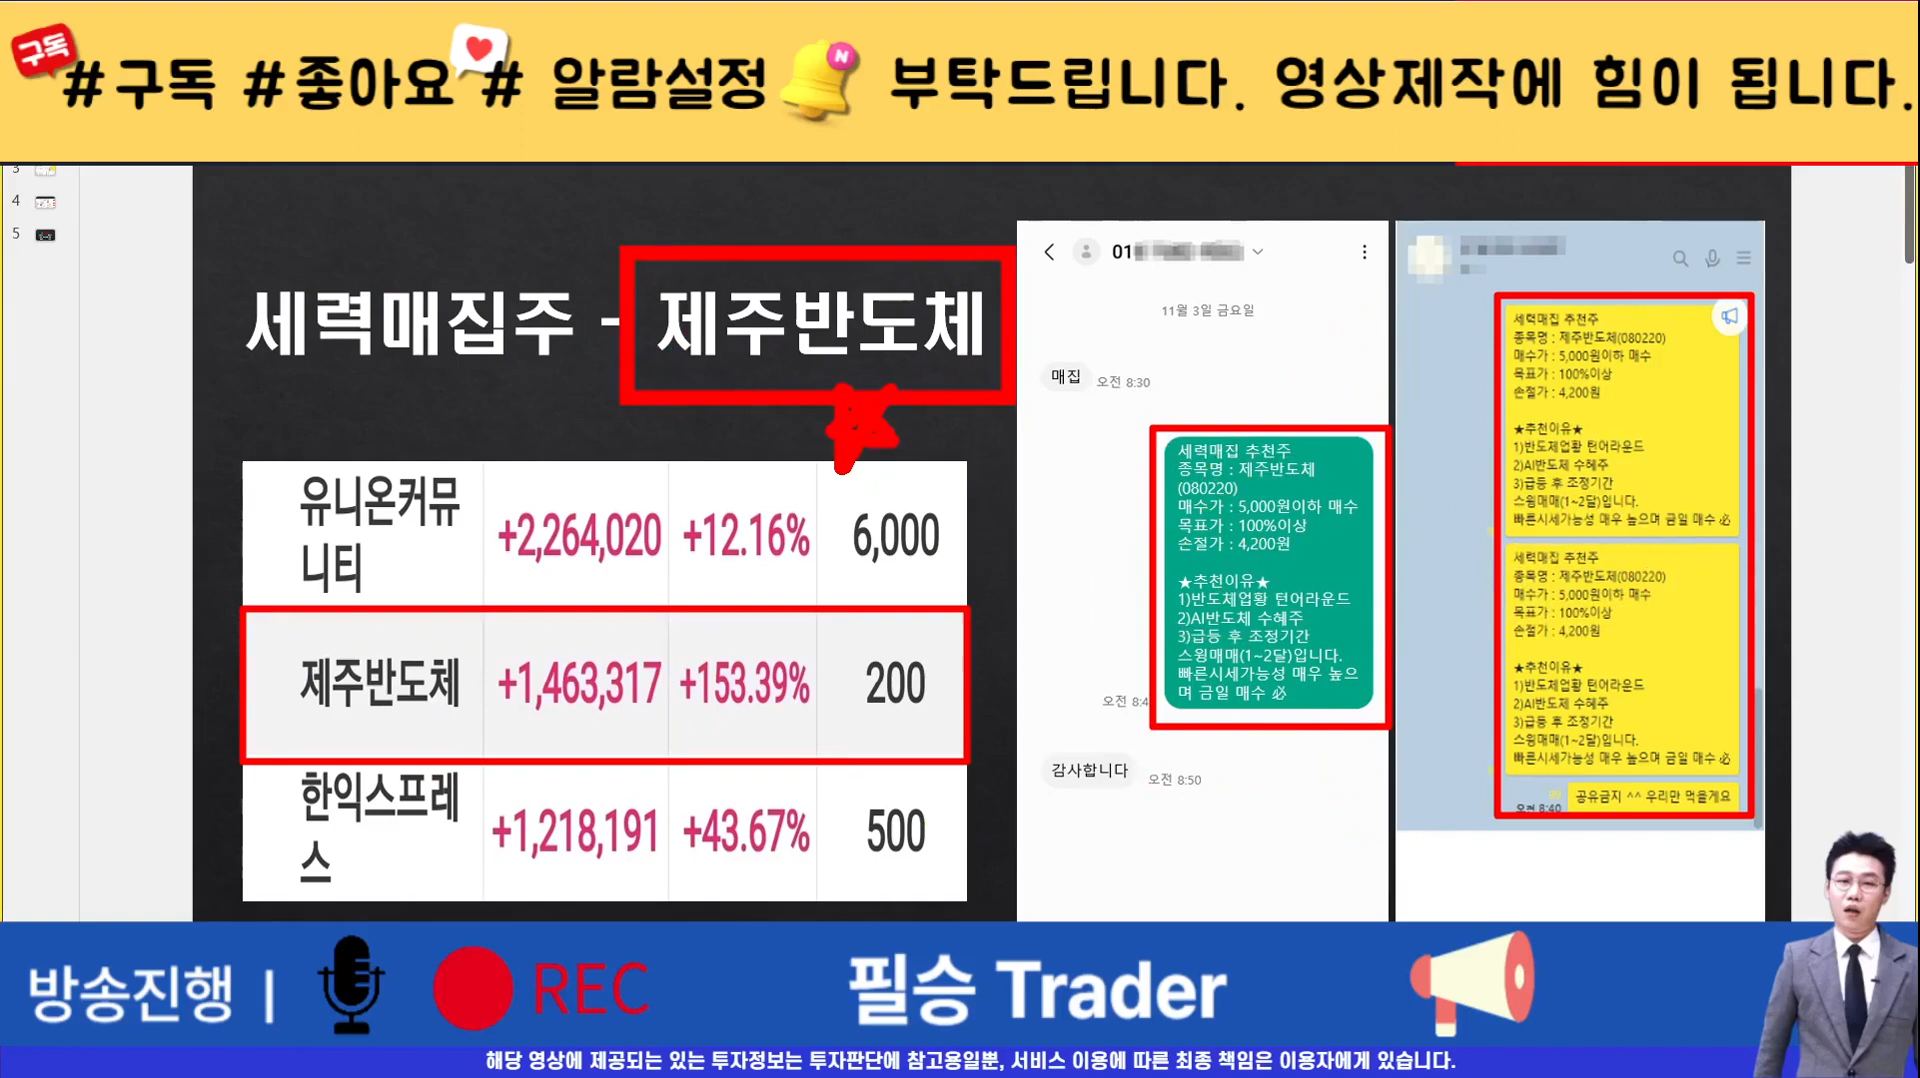 구독
#구독 #좋아요 # 알람설정 N 부탁드립니다. 영상제작에 힘이 됩니다.
3
4
5
세력매집주 - 제주반도체
유니온커뮤
니티
+2,264,020 +12.16% 6,000
제주반도체 +1,463,317 +153.39% 200
한익스프레
스
+1,218,191 +43.67% 500
01
11월 3일 금요일
매집 오전 8:30
세력매집 추천주
종목명 : 제주반도체
(080220)
매수가 : 5,000원이하 매수
목표가 : 100%이상
손절가 : 4,200원
★추천이유★
1)반도체업황 턴어라운드
2)AI반도체 수혜주
3)급등 후 조정기간
스윙매매(1~2달)입니다.
빠른시세가능성 매우 높으
며 금일 매수 必
오전 8:4
감사합니다 오전 8:50
세력매집 추천주
종목명 : 제주반도체(080220)
매수가 : 5,000원이하 매수
목표가 : 100%이상
손절가 : 4,200원
★추천이유★
1)반도체업황 턴어라운드
2)AI반도체 수혜주
3)급등 후 조정기간
스윙매매(1~2달)입니다.
빠른시세가능성 매우 높으며 금일 매수 必
세력매집 추천주
종목명 : 제주반도체(080220)
매수가 : 5,000원이하 매수
목표가 : 100%이상
손절가 : 4,200원
★추천이유★
1)반도체업황 턴어라운드
2)AI반도체 수혜주
3)급등 후 조정기간
스윙매매(1~2달)입니다.
빠른시세가능성 매우 높으며 금일 매수 必
오전 8:40 공유금지 ^^ 우리만 먹을게요
방송진행 | REC 필승 Trader
해당 영상에 제공되는 있는 투자정보는 투자판단에 참고용일뿐, 서비스 이용에 따른 최종 책임은 이용자에게 있습니다.